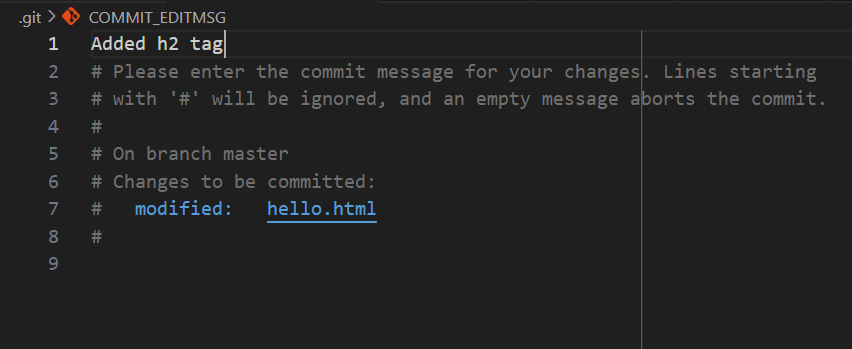 .git > COMMIT_EDITMSG
1 Added h2 tag
2 # Please enter the commit message for your changes. Lines starting
3 # with '#' will be ignored, and an empty message aborts the commit.
4 #
5 # On branch master
6 # Changes to be committed:
7 #   modified:   hello.html
8 #
9